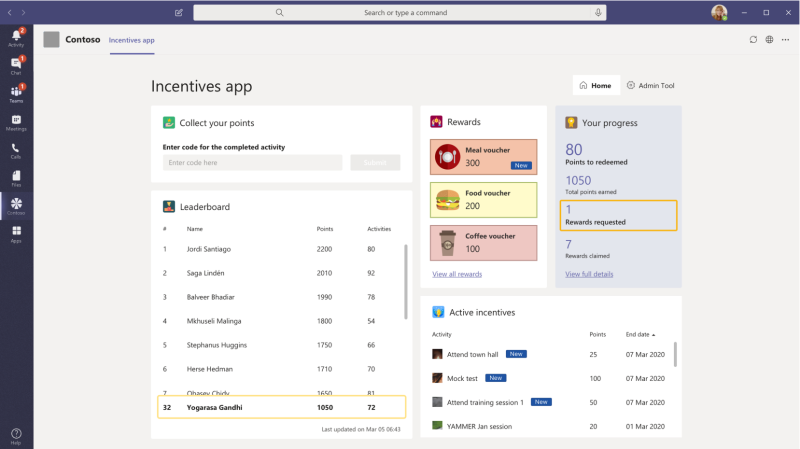 Search or type a command
2
Activity
1
Chat
1
Teams
Meetings
Calls
Files
Contoso
Apps
Help
Contoso
Incentives app
Incentives app
Home
Admin Tool
Collect your points
Enter code for the completed activity
Enter code here
Submit
Leaderboard
# Name Points Activities
1 Jordi Santiago 2200 80
2 Saga Lindén 2010 92
3 Balveer Bhadiar 1990 78
4 Mkhuseli Malinga 1800 54
5 Stephanus Huggins 1750 66
6 Herse Hedman 1710 70
7 Obasey Chidy 1650 81
32 Yogarasa Gandhi 1050 72
Last updated on Mar 05 06:43
Rewards
Meal voucher
300 New
Food voucher
200
Coffee voucher
100
View all rewards
Your progress
80
Points to redeemed
1050
Total points earned
1
Rewards requested
7
Rewards claimed
View full details
Active incentives
Activity Points End date
Attend town hall New 25 07 Mar 2020
Mock test New 100 07 Mar 2020
Attend training session 1 New 50 07 Mar 2020
YAMMER Jan session 20 01 Mar 2020